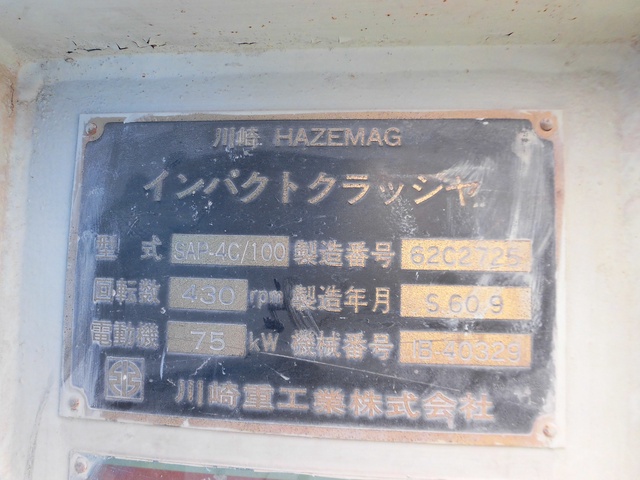 川崎 HAZEMAG
インパクトクラッシャ
型式 SAP-4C/100 製造番号 62C2725
回転数 430 rpm 製造年月 S 60.9
電動機 75 kW 機械番号 IB-46329
川崎重工業株式会社